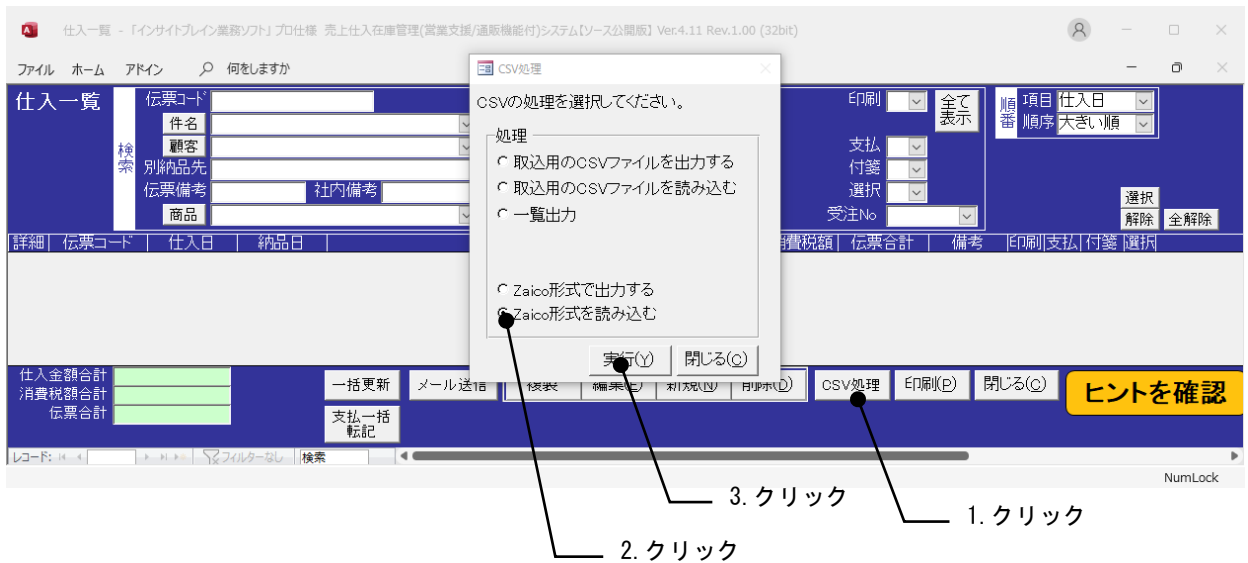 仕入一覧 - 「インサイトブレイン業務ソフト」 プロ仕様 売上仕入在庫管理(営業支援/通販機能付)システム【ソース公開版】 Ver.4.11 Rev.1.00 (32bit)
ファイル ホーム アドイン 何をしますか
CSV処理
CSVの処理を選択してください。
処理
取込用のCSVファイルを出力する
取込用のCSVファイルを読み込む
一覧出力
Zaico形式で出力する
Zaico形式を読み込む
実行(Y) 閉じる(C)
仕入一覧
検索
伝票コード
件名
顧客
別納品先
伝票備考 社内備考
商品
印刷 全て表示
支払
付箋
選択
受注No
順番 項目 仕入日
順序 大きい順
選択
解除 全解除
詳細 伝票コード 仕入日 納品日 消費税額 伝票合計 備考 印刷 支払 付箋 選択
仕入金額合計
消費税額合計
伝票合計
一括更新 メール送信 複製 編集(E) 新規(N) 削除(D) CSV処理 印刷(P) 閉じる(C)
支払一括
転記
ヒントを確認
レコード: フィルターなし 検索
NumLock
3.クリック
1.クリック
2.クリック